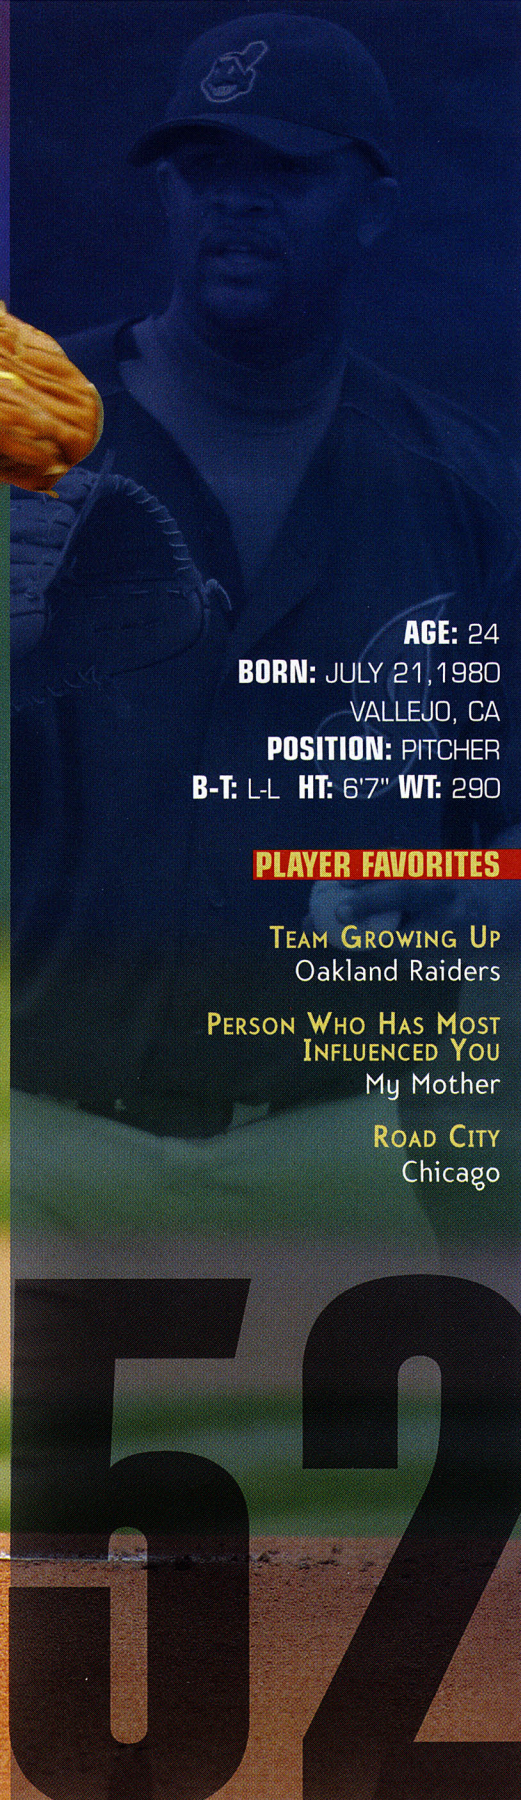 AGE: 24
BORN: JULY 21,1980
VALLEJO, CA
POSITION: PITCHER
B-T: L-L HT: 6'7" WT: 290
PLAYER FAVORITES
TEAM GROWING UP
Oakland Raiders
PERSON WHO HAS MOST
INFLUENCED YOU
My Mother
ROAD CITY
Chicago
52